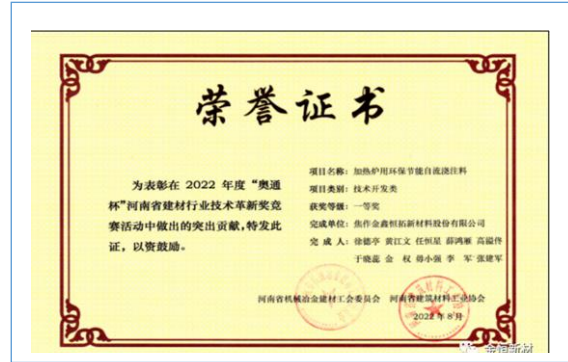 荣誉证书
为表彰在 2022 年度“奥通
杯”河南省建材行业技术革新奖竞
赛活动中做出的突出贡献，特发此
证，以资鼓励。
项目名称： 加热炉用环保节能自流浇注料
项目类别： 技术开发类
获奖等级： 一等奖
完成单位： 焦作金鑫恒拓新材料股份有限公司
完 成 人： 徐德亭 黄江文 任恒星 薛鸿雁 高谥佟
于晓蕊 金 权 韩小强 李 军 张建军
河南省机械冶金建材工会委员会 河南省建筑材料工业协会
2022 年 8 月
金恒新材